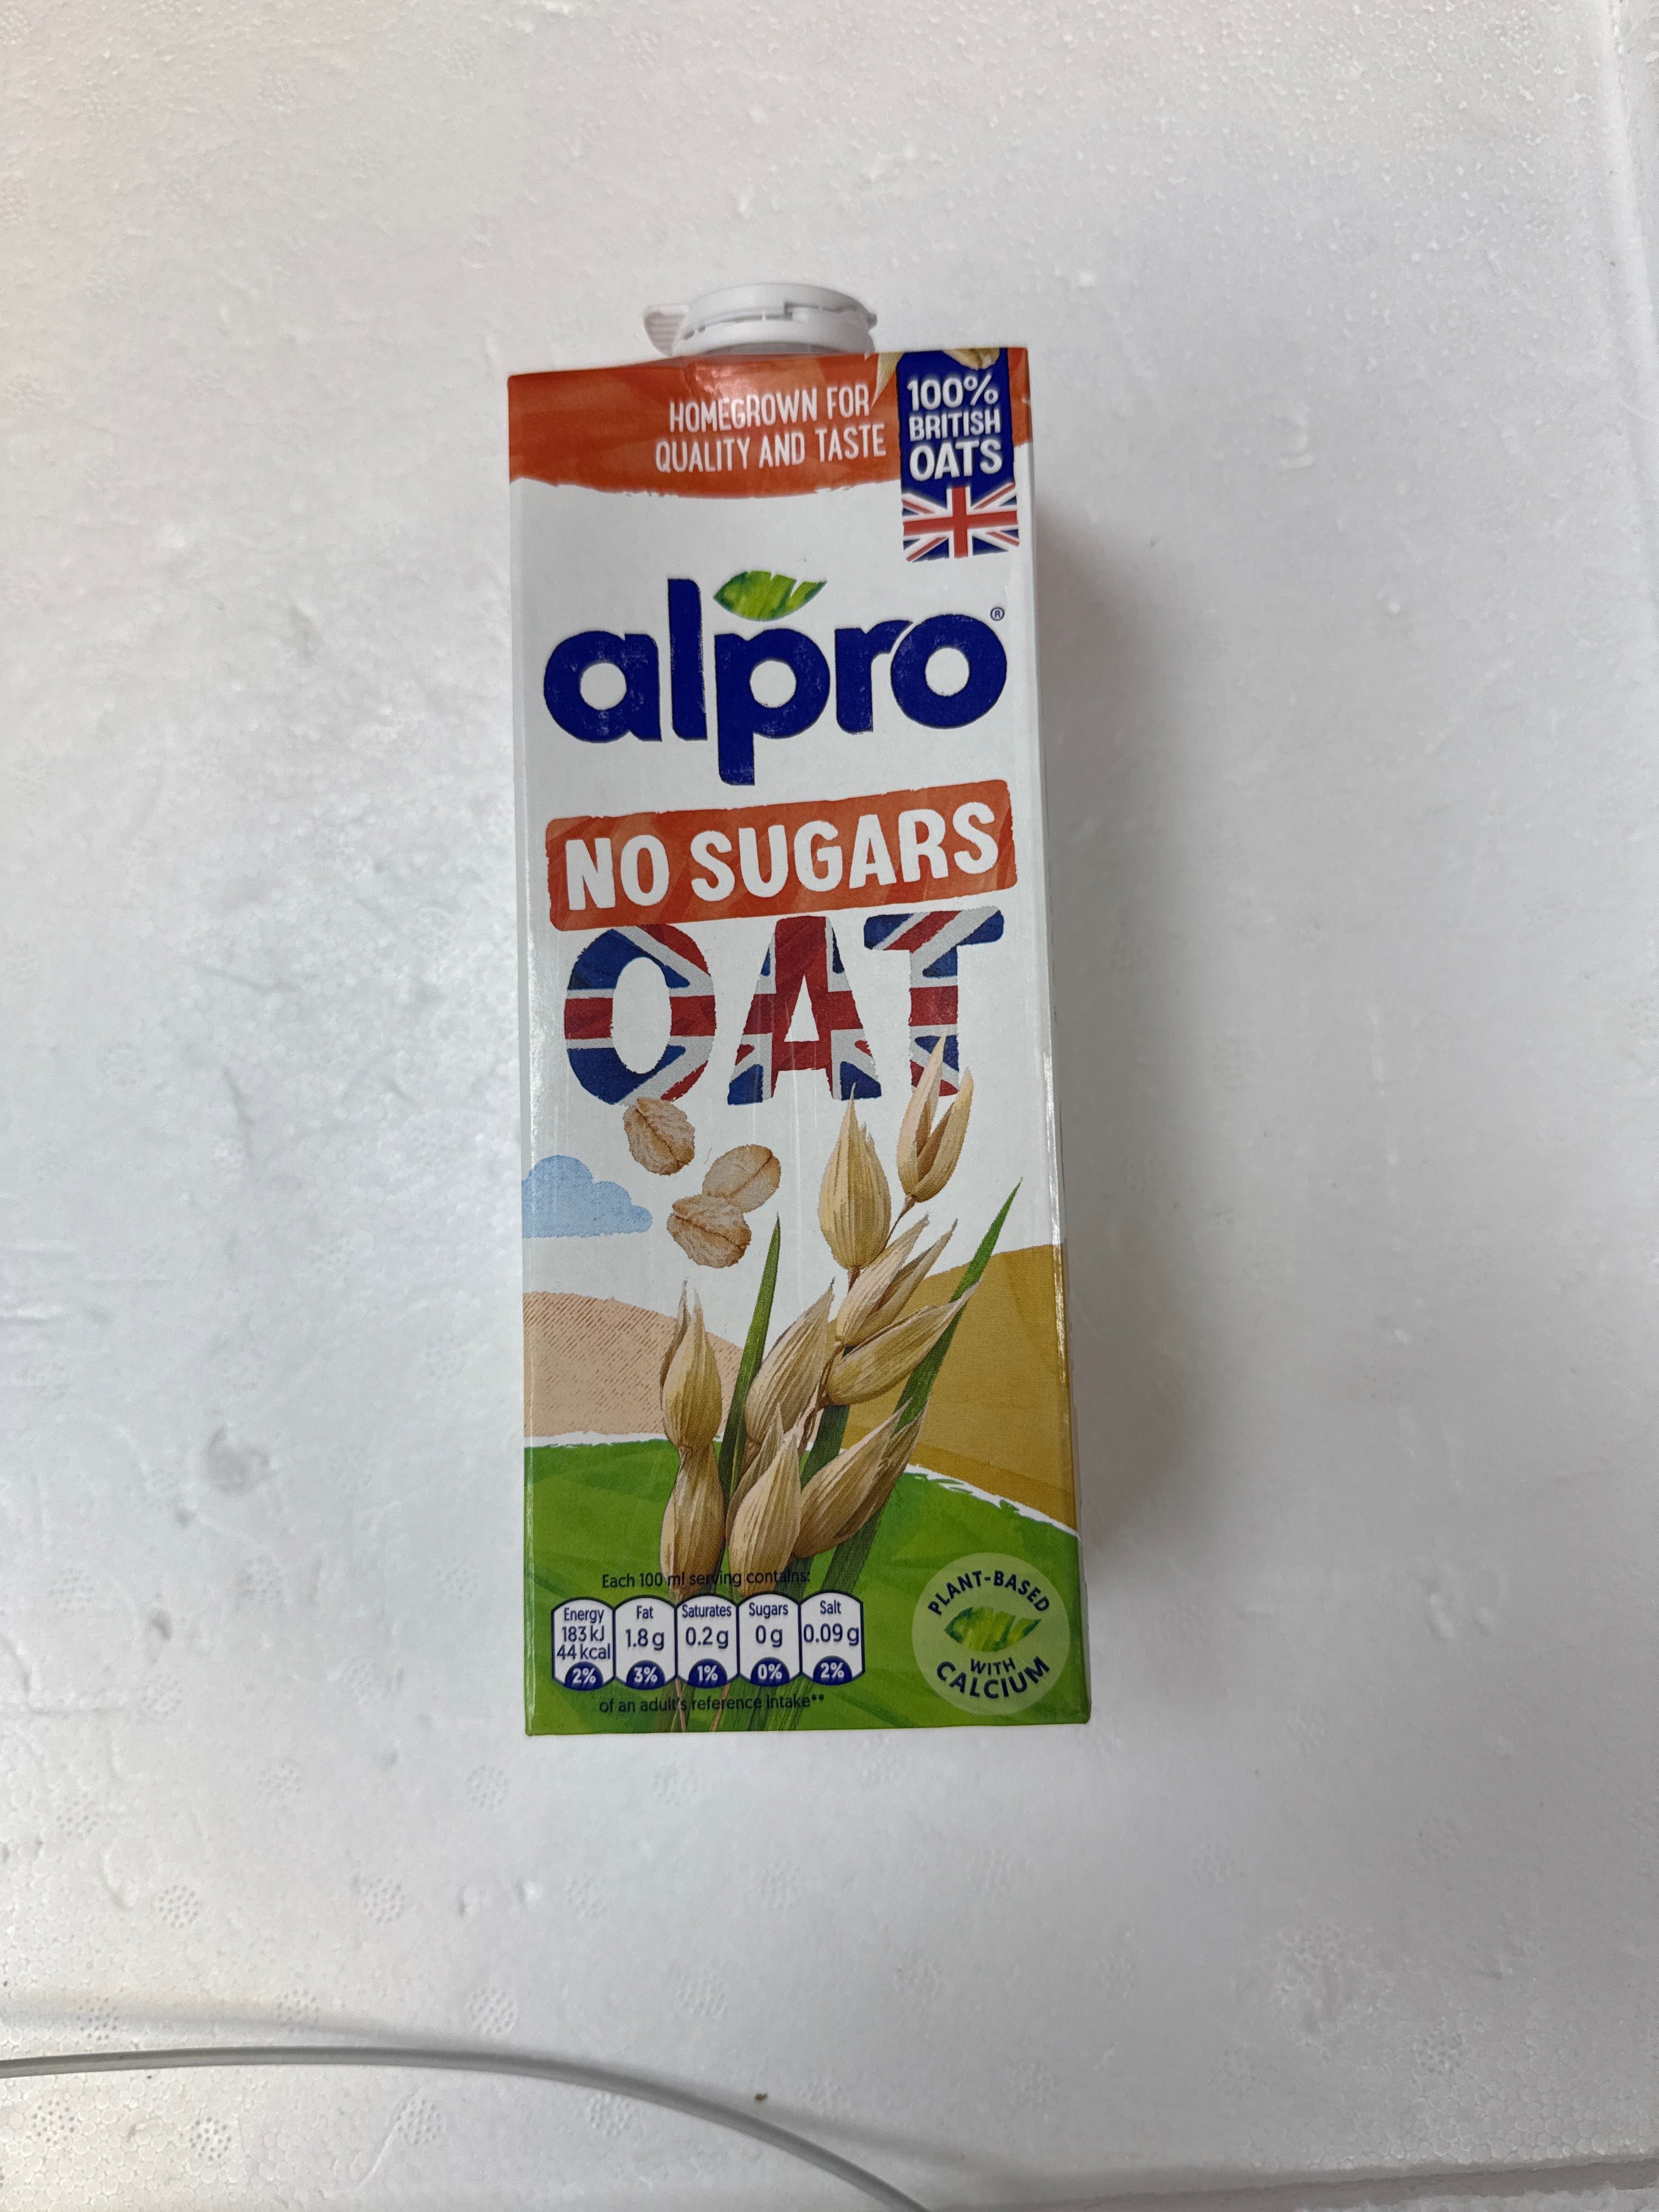 HOMEGROWN FOR
QUALITY AND TASTE
100%
BRITISH
OATS
alpro®
NO SUGARS
OAT
Each 100 ml serving contains:
Energy
183 kJ
44 kcal
2%
Fat
1.8 g
3%
Saturates
0.2 g
1%
Sugars
0 g
0%
Salt
0.09 g
2%
of an adult's reference intake**
PLANT-BASED
WITH
CALCIUM